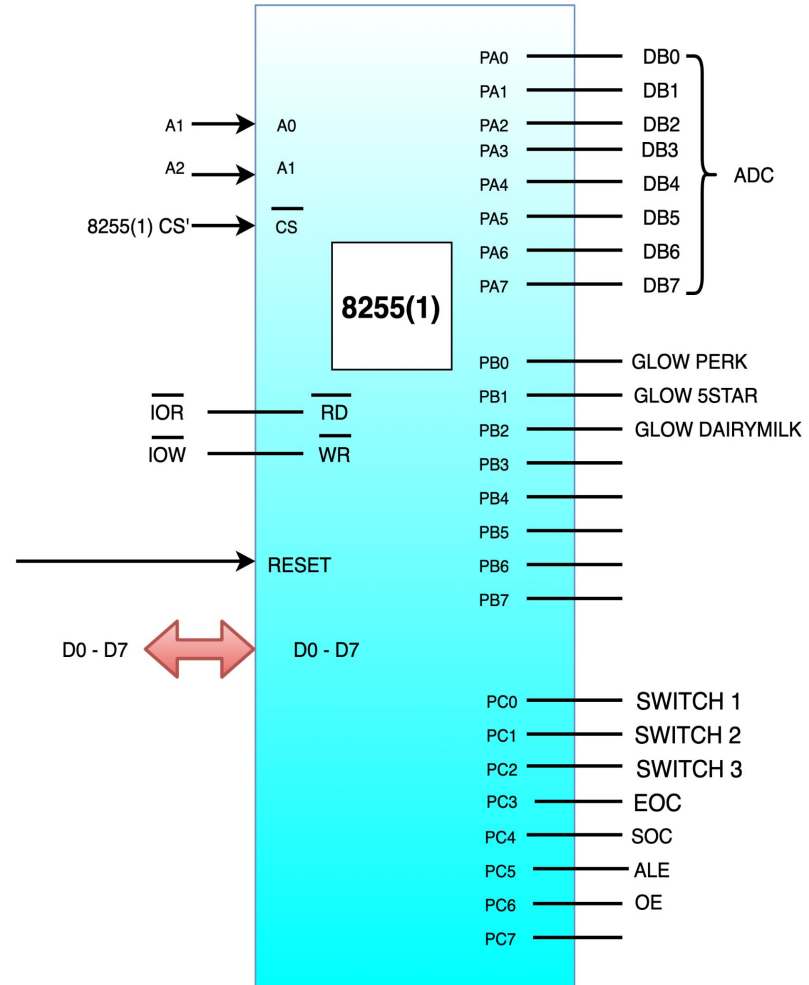 PA0 DB0
PA1 DB1
A1 A0 PA2 DB2
PA3 DB3
A2 A1 PA4 DB4 ADC
8255(1) CS' CS PA5 DB5
PA6 DB6
PA7 DB7
8255(1)
PB0 GLOW PERK
PB1 GLOW 5STAR
IOR RD
PB2 GLOW DAIRYMILK
IOW WR
PB3
PB4
PB5
RESET PB6
PB7
D0 - D7 D0 - D7
PC0 SWITCH 1
PC1 SWITCH 2
PC2 SWITCH 3
PC3 EOC
PC4 SOC
PC5 ALE
PC6 OE
PC7